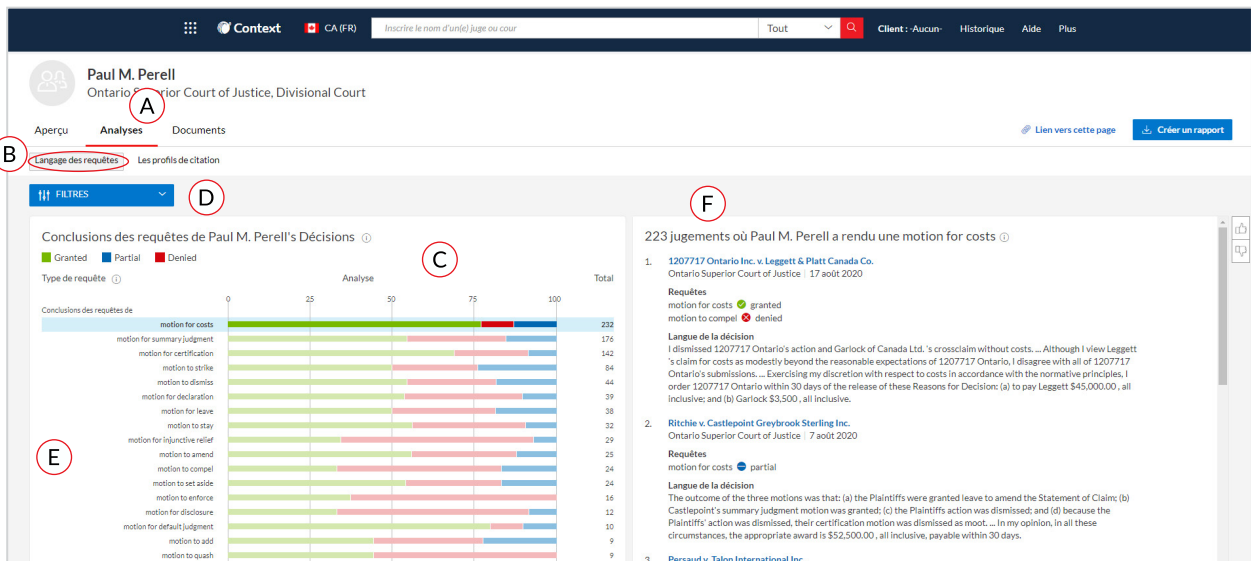 Context
CA (FR)
Inscrire le nom d'un(e) juge ou cour
Tout
Client : -Aucun-
Historique
Aide
Plus
Paul M. Perell
Ontario Superior Court of Justice, Divisional Court
A
Aperçu
Analyses
Documents
Lien vers cette page
Créer un rapport
B
Langage des requêtes
Les profils de citation
FILTRES
D
F
Conclusions des requêtes de Paul M. Perell's Décisions
Granted
Partial
Denied
C
Type de requête
Analyse
Total
0 25 50 75 100
Conclusions des requêtes de
motion for costs 232
motion for summary judgment 176
motion for certification 142
motion to strike 84
motion to dismiss 44
motion for declaration 39
motion for leave 38
motion to stay 32
motion for injunctive relief 29
E
motion to amend 25
motion to compel 24
motion to set aside 24
motion to enforce 16
motion for disclosure 12
motion for default judgment 10
motion to add 9
motion to quash 9
223 jugements où Paul M. Perell a rendu une motion for costs
1. 1207717 Ontario Inc. v. Leggett & Platt Canada Co.
Ontario Superior Court of Justice | 17 août 2020
Requêtes
motion for costs granted
motion to compel denied
Langue de la décision
I dismissed 1207717 Ontario's action and Garlock of Canada Ltd. 's crossclaim without costs. ... Although I view Leggett
's claim for costs as modestly beyond the reasonable expectations of 1207717 Ontario, I disagree with all of 1207717
Ontario's submissions. ... Exercising my discretion with respect to costs in accordance with the normative principles, I
order 1207717 Ontario within 30 days of the release of these Reasons for Decision: (a) to pay Leggett $45,000.00 , all
inclusive; and (b) Garlock $3,500 , all inclusive.
2. Ritchie v. Castlepoint Greybrook Sterling Inc.
Ontario Superior Court of Justice | 7 août 2020
Requêtes
motion for costs partial
Langue de la décision
The outcome of the three motions was that: (a) the Plaintiffs were granted leave to amend the Statement of Claim; (b)
Castlepoint's summary judgment motion was granted; (c) the Plaintiffs action was dismissed; and (d) because the
Plaintiffs' action was dismissed, their certification motion was dismissed as moot. ... In my opinion, in all these
circumstances, the appropriate award is $52,500.00 , all inclusive, payable within 30 days.
3. Persaud v. Talon International Inc.